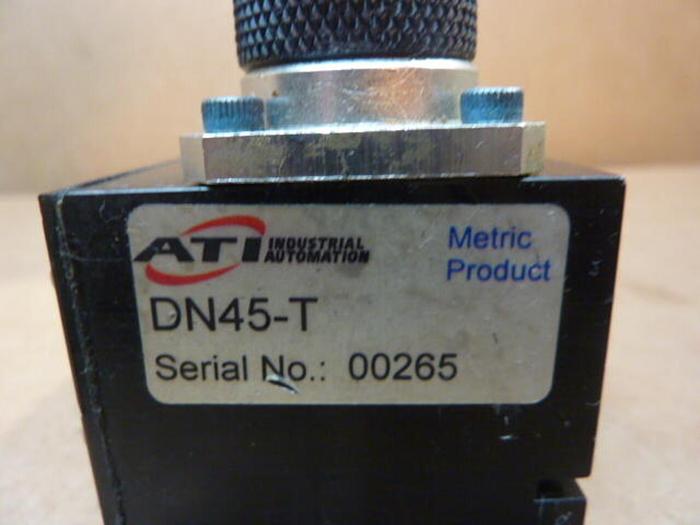 ATI INDUSTRIAL
AUTOMATION
Metric
Product
DN45-T
Serial No.: 00265